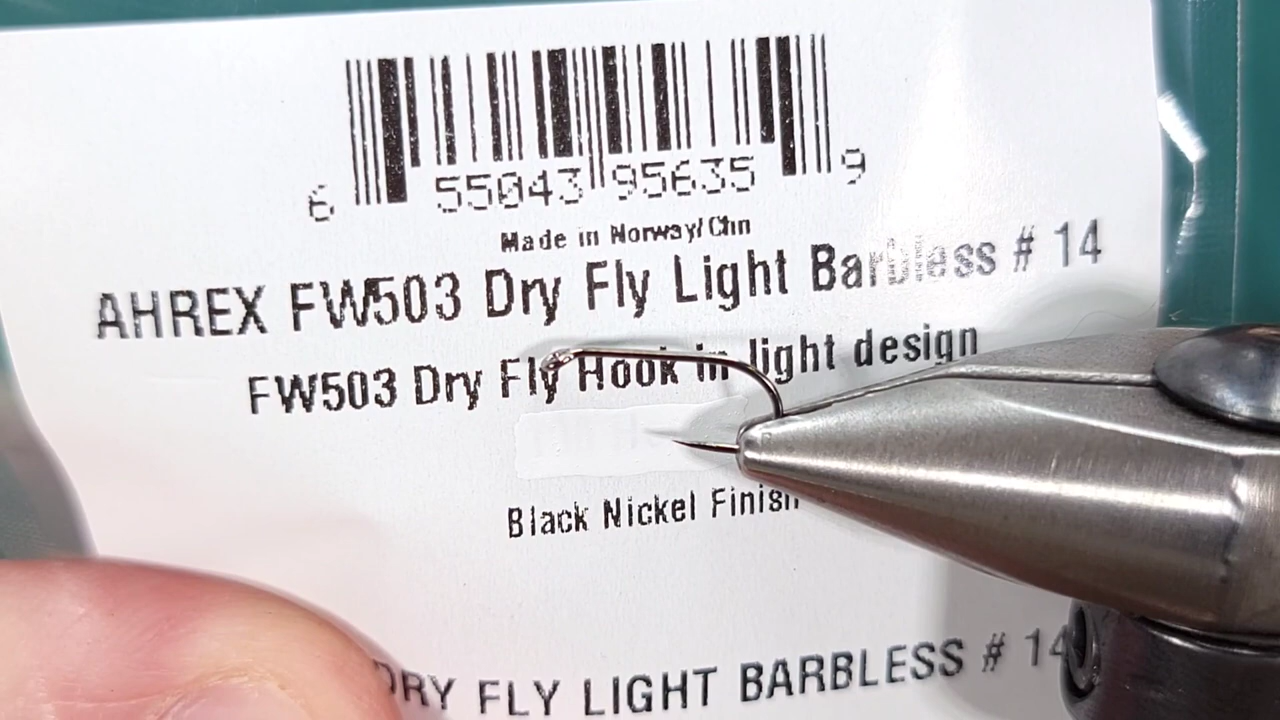 6 55043 95635 9
Made in Norway/Chn
AHREX FW503 Dry Fly Light Barbless # 14
FW503 Dry Fly Hook in light design
Black Nickel Finish
DRY FLY LIGHT BARBLESS # 14